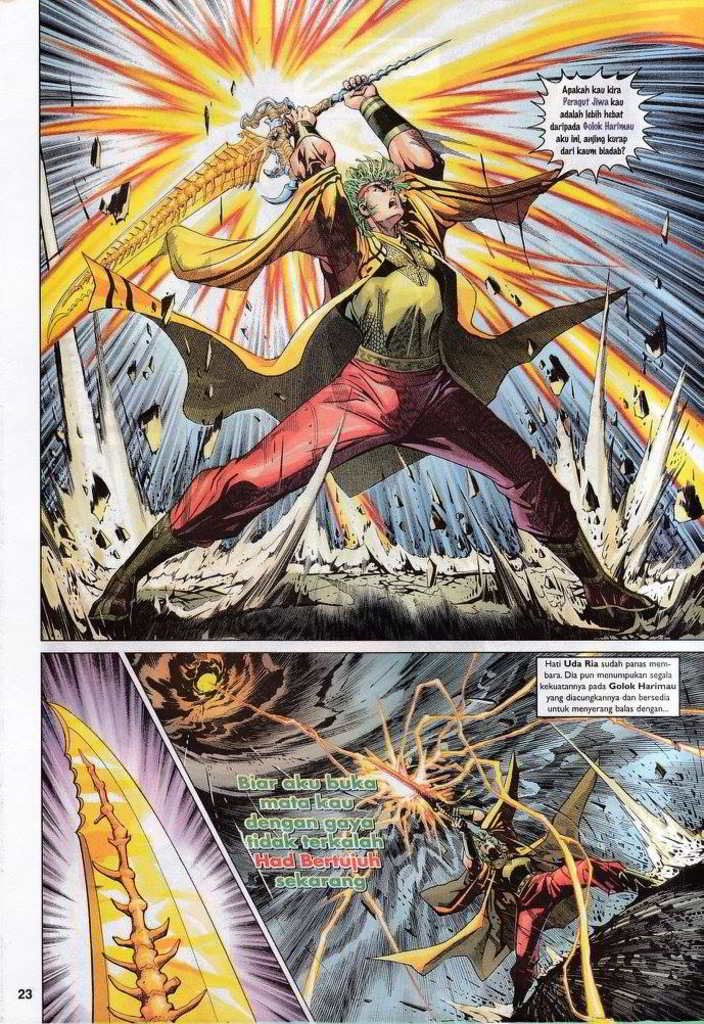 Apakah kau kira
Peragut Jiwa kau
adalah lebih hebat
daripada Golok Harimau
aku ini, anjing kurap
dari kaum biadab?
Hati Uda Ria sudah panas mem-
bara. Dia pun menumpukan segala
kekuatannya pada Golok Harimau
yang diacungkannya dan bersedia
untuk menyerang balas dengan...
Biar aku buka
mata kau
dengan gaya
tidak terkalah
Had Bertujuh
sekarang
23